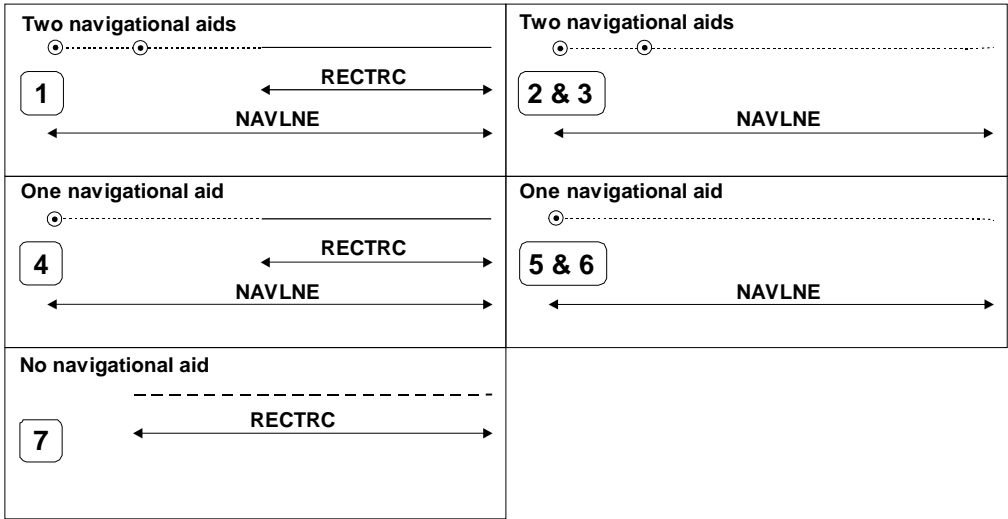 Two navigational aids
RECTRC
1
NAVLNE
Two navigational aids
2 & 3
NAVLNE
One navigational aid
RECTRC
4
NAVLNE
One navigational aid
5 & 6
NAVLNE
No navigational aid
RECTRC
7